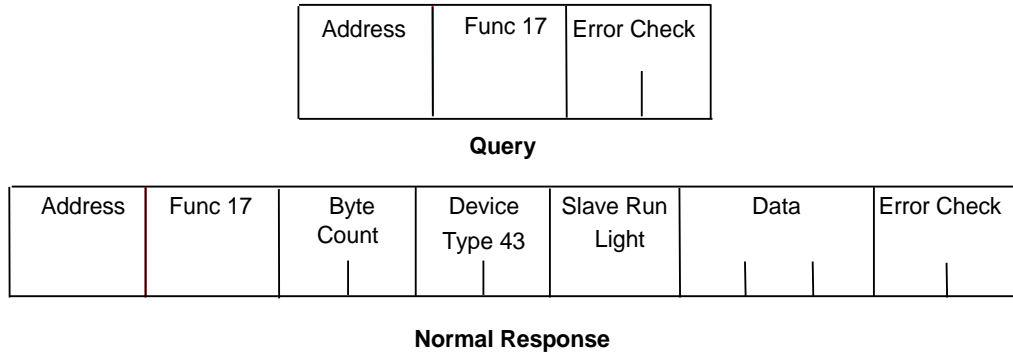 Address Func 17 Error Check
Query
Address Func 17 Byte Count Device Type 43 Slave Run Light Data Error Check
Normal Response